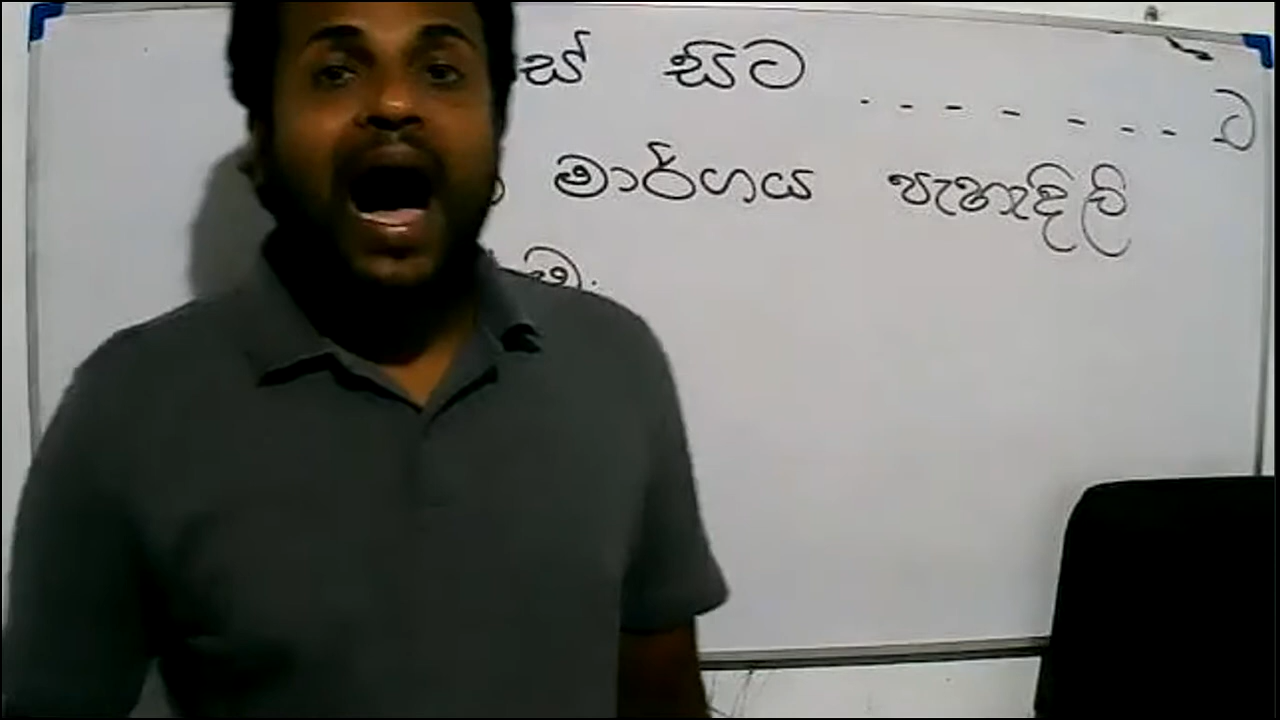 ස් සිට - - - - - - - ට
මාර්ගය පැහැදිලි
ම.